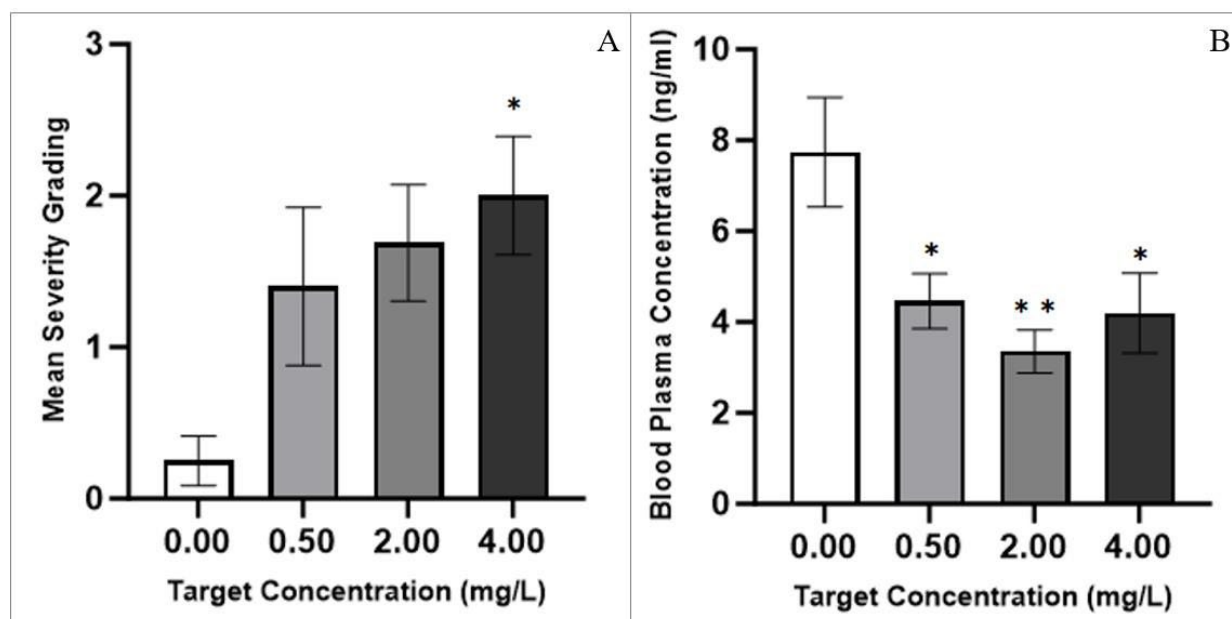 A
Mean Severity Grading
3
2
1
0
*
0.00 0.50 2.00 4.00
Target Concentration (mg/L)
B
Blood Plasma Concentration (ng/ml)
10
8
6
4
2
0
* ** *
0.00 0.50 2.00 4.00
Target Concentration (mg/L)